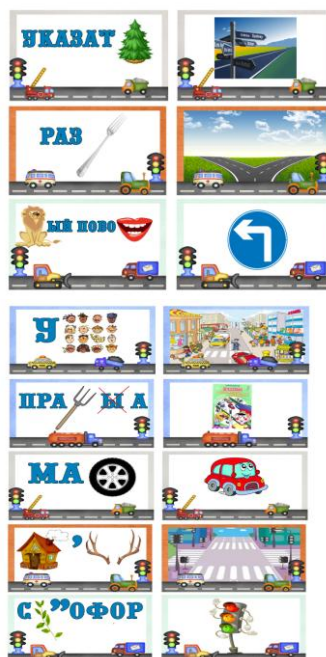 УКАЗАТ
РАЗ
ЫЙ ПОВО
У
ПРА Ы А
МА
,
С ,, ОФОР